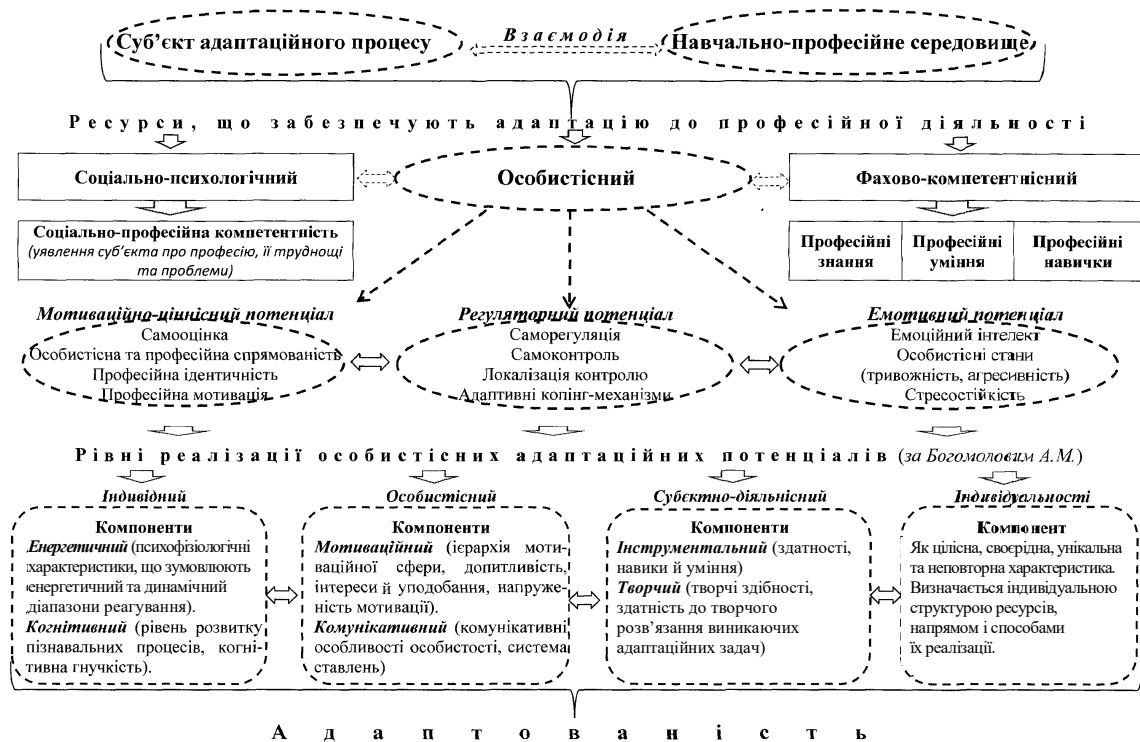 Взаємодія
Суб’єкт адаптаційного процесу
Навчально-професійне середовище
Ресурси, що забезпечують адаптацію до професійної діяльності
Соціально-психологічний
Особистісний
Фахово-компетентнісний
Соціально-професійна компетентність
(уявлення суб’єкта про професію, її труднощі
та проблеми)
Професійні
знання
Професійні
уміння
Професійні
навички
Мотиваційно-ціннісний потенціал
Самооцінка
Особистісна та професійна спрямованість
Професійна ідентичність
Професійна мотивація
Регуляторний потенціал
Саморегуляція
Самоконтроль
Локалізація контролю
Адаптивні копінг-механізми
Емотивний потенціал
Емоційний інтелект
Особистісні стани
(тривожність, агресивність)
Стресостійкість
Рівні реалізації особистісних адаптаційних потенціалів (за Богомоловим А.М.)
Індивідний
Компоненти
Енергетичний (психофізіологічні
характеристики, що зумовлюють
енергетичний та динамічний
діапазони реагування).
Когнітивний (рівень розвитку
пізнавальних процесів, когні-
тивна гнучкість).
Особистісний
Компоненти
Мотиваційний (ієрархія моти-
ваційної сфери, допитливість,
інтереси й уподобання, напруже-
ність мотивації).
Комунікативний (комунікативні
особливості особистості, система
ставлень)
Субєктно-діяльнісний
Компоненти
Інструментальний (здатності,
навики й уміння)
Творчий (творчі здібності,
здатність до творчого
розв’язання виникаючих
адаптаційних задач)
Індивідуальності
Компонент
Як цілісна, своєрідна, унікальна
та неповторна характеристика.
Визначається індивідуальною
структурою ресурсів,
напрямом і способами
їх реалізації.
Адаптованість